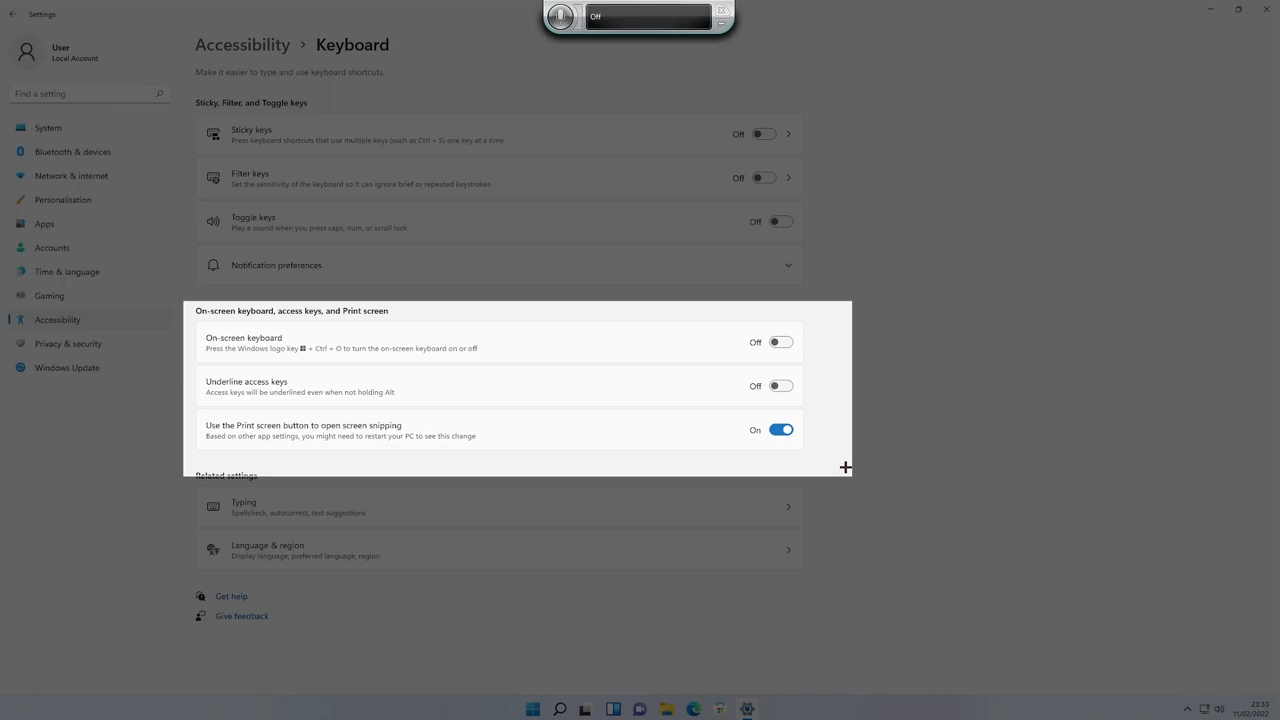 Settings
Off
User
Local Account
Find a setting
System
Bluetooth & devices
Network & internet
Personalisation
Apps
Accounts
Time & language
Gaming
Accessibility
Privacy & security
Windows Update
Accessibility › Keyboard
Make it easier to type and use keyboard shortcuts.
Sticky, Filter, and Toggle keys
Sticky keys
Press keyboard shortcuts that use multiple keys (such as Ctrl + S) one key at a time
Off
Filter keys
Set the sensitivity of the keyboard so it can ignore brief or repeated keystrokes
Off
Toggle keys
Play a sound when you press caps, num, or scroll lock
Off
Notification preferences
On-screen keyboard, access keys, and Print screen
On-screen keyboard
Press the Windows logo key + Ctrl + O to turn the on-screen keyboard on or off
Off
Underline access keys
Access keys will be underlined even when not holding Alt
Off
Use the Print screen button to open screen snipping
Based on other app settings, you might need to restart your PC to see this change
On
Related settings
Typing
Spellcheck, autocorrect, text suggestions
Language & region
Display language, preferred language, region
Get help
Give feedback
23:33
11/02/2022